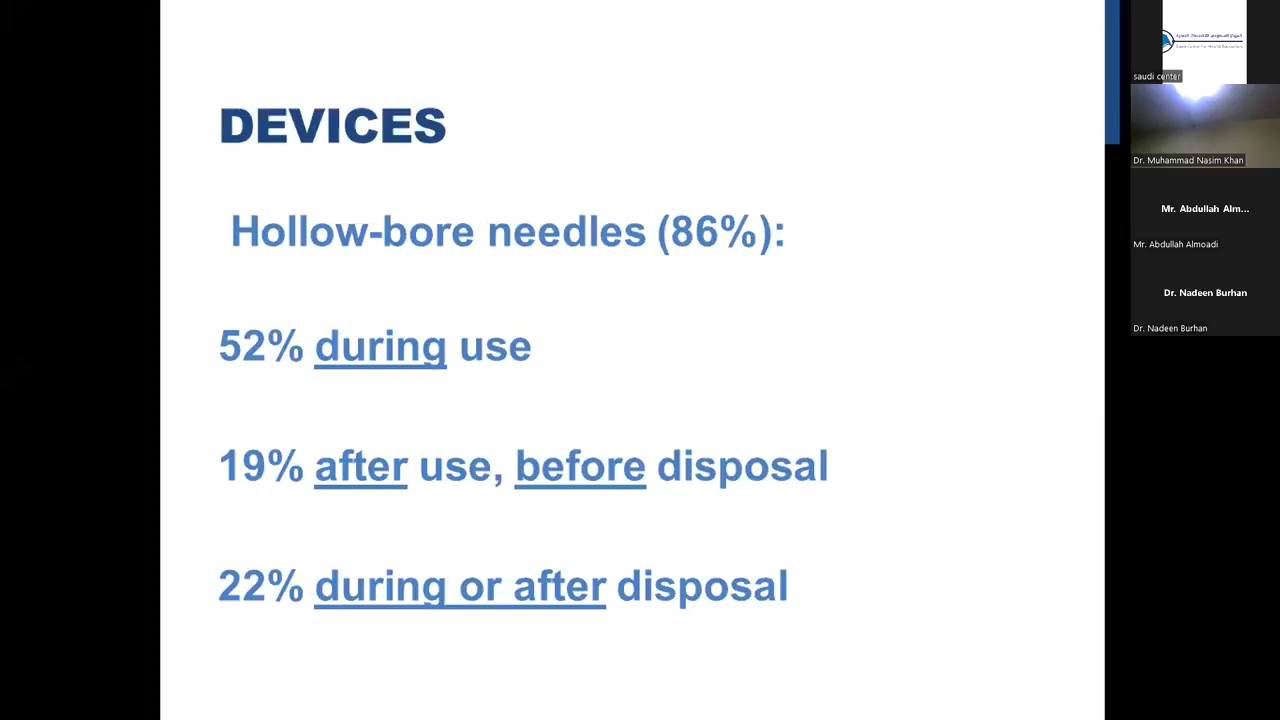 DEVICES
Hollow-bore needles (86%):
52% during use
19% after use, before disposal
22% during or after disposal
saudi center
Dr. Muhammad Nasim Khan
Mr. Abdullah Alm...
Mr. Abdullah Almoadi
Dr. Nadeen Burhan
Dr. Nadeen Burhan